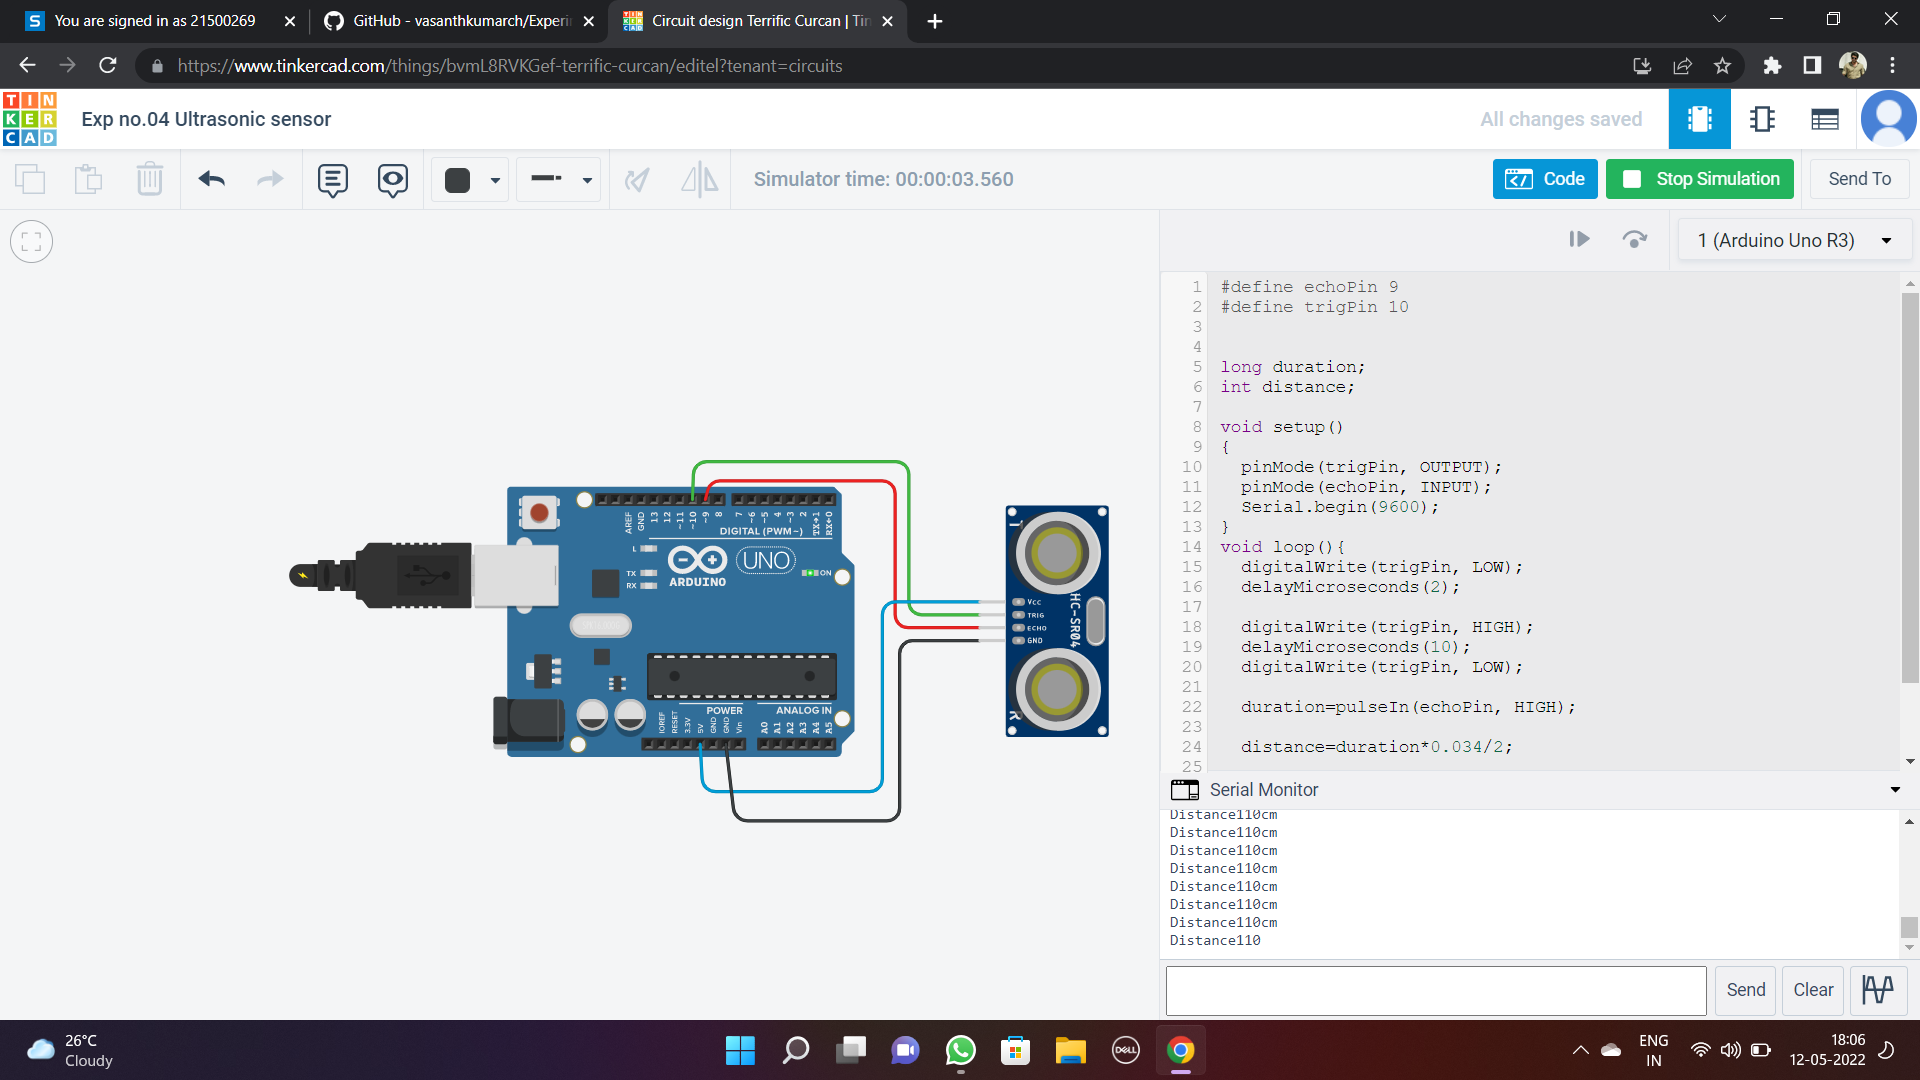 You are signed in as 21500269
GitHub - vasanthkumarch/Experi
Circuit design Terrific Curcan | Tin
https://www.tinkercad.com/things/bvmL8RVKGef-terrific-curcan/editel?tenant=circuits
TIN
KER
CAD
Exp no.04 Ultrasonic sensor
All changes saved
Simulator time: 00:00:03.560
Code
Stop Simulation
Send To
1 (Arduino Uno R3)
1 #define echoPin 9
2 #define trigPin 10
3
4
5 long duration;
6 int distance;
7
8 void setup()
9 {
10 pinMode(trigPin, OUTPUT);
11 pinMode(echoPin, INPUT);
12 Serial.begin(9600);
13 }
14 void loop(){
15 digitalWrite(trigPin, LOW);
16 delayMicroseconds(2);
17
18 digitalWrite(trigPin, HIGH);
19 delayMicroseconds(10);
20 digitalWrite(trigPin, LOW);
21
22 duration=pulseIn(echoPin, HIGH);
23
24 distance=duration*0.034/2;
25
AREF GND 13 12 ~11 ~10 ~9 8 7 ~6 ~5 4 ~3 2 TX→1 RX←0
DIGITAL (PWM~)
L
TX
RX
ARDUINO
UNO
ON
POWER
ANALOG IN
IOREF RESET 3.3V 5V GND GND Vin A0 A1 A2 A3 A4 A5
T
Vcc
TRIG
ECHO
GND
HC-SR04
R
Serial Monitor
Distance110cm
Distance110cm
Distance110cm
Distance110cm
Distance110cm
Distance110cm
Distance110cm
Distance110
Send
Clear
26°C
Cloudy
DELL
ENG
IN
18:06
12-05-2022